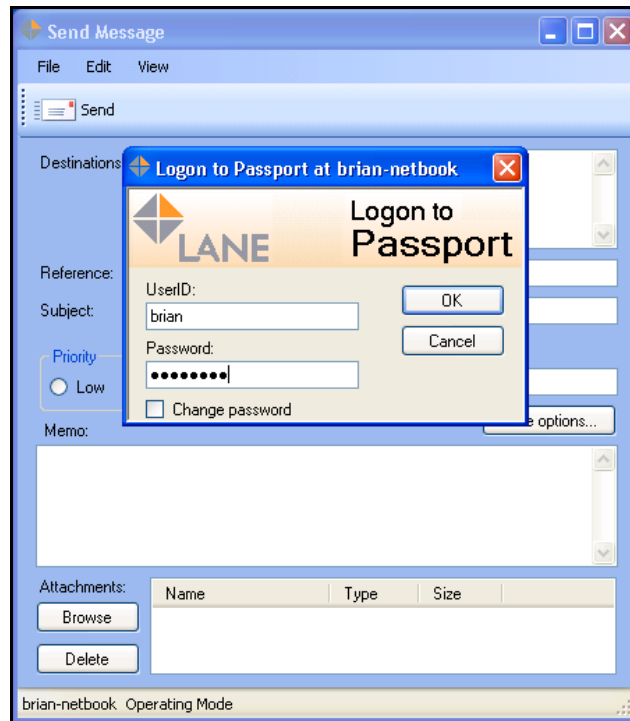 Send Message
File Edit View
Send
Destinations
Logon to Passport at brian-netbook
LANE
Logon to
Passport
Reference:
Subject:
UserID:
brian
OK
Password:
Cancel
Priority
Low
Change password
options...
Memo:
Attachments:
Name Type Size
Browse
Delete
brian-netbook Operating Mode